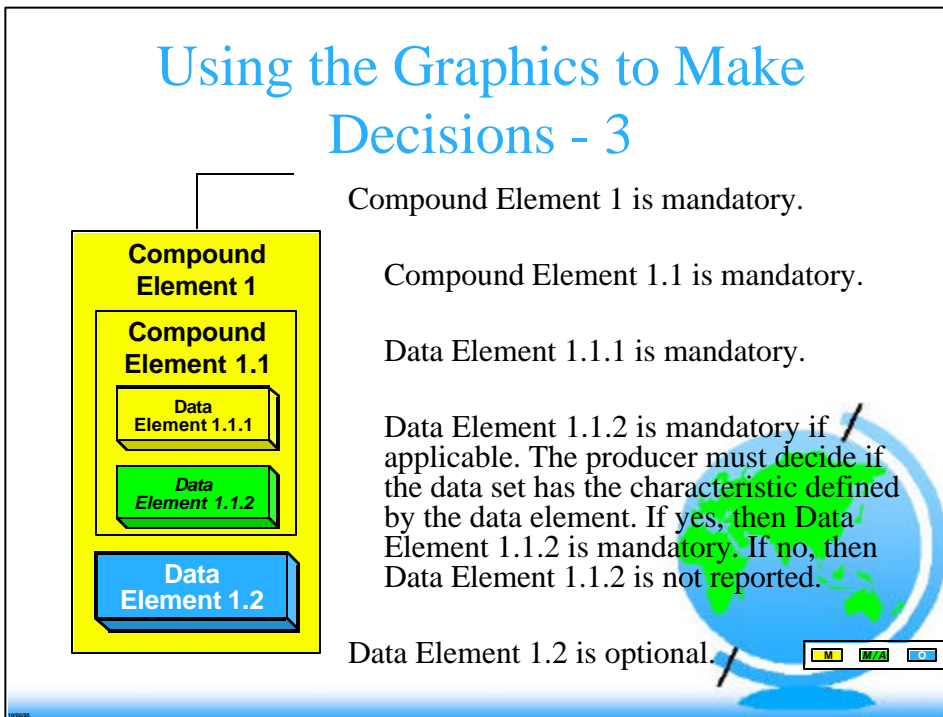 Using the Graphics to Make
Decisions - 3
Compound Element 1 is mandatory.
Compound
Element 1
Compound Element 1.1 is mandatory.
Compound
Element 1.1
Data Element 1.1.1 is mandatory.
Data
Element 1.1.1
Data Element 1.1.2 is mandatory if
applicable. The producer must decide if
the data set has the characteristic defined
by the data element. If yes, then Data
Element 1.1.2 is mandatory. If no, then
Data Element 1.1.2 is not reported.
Data
Element 1.1.2
Data
Element 1.2
Data Element 1.2 is optional.
M M/A O